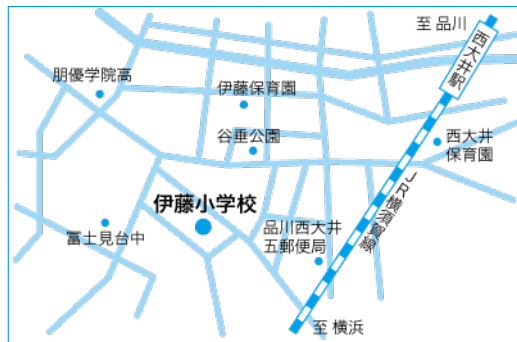 至 品川
西大井駅
朋優学院高
伊藤保育園
谷垂公園
西大井
保育園
伊藤小学校
JR横須賀線
冨士見台中
品川西大井
五郵便局
至 横浜